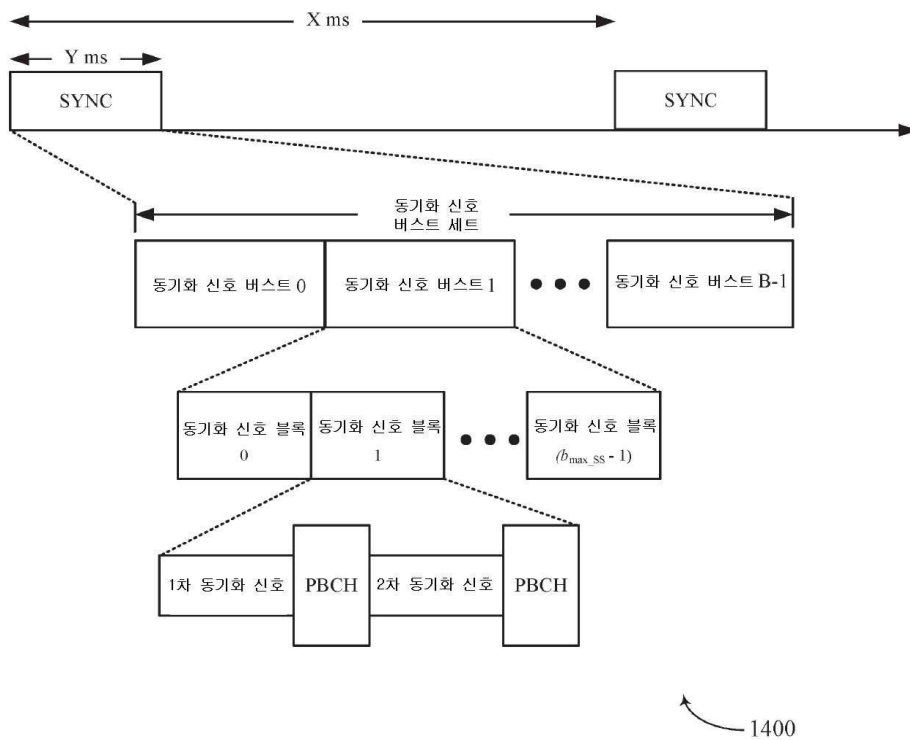 X ms
Y ms
SYNC
SYNC
동기화 신호
버스트 세트
동기화 신호 버스트 0
동기화 신호 버스트 1
동기화 신호 버스트 B-1
동기화 신호 블록
0
동기화 신호 블록
1
동기화 신호 블록
(b_max_SS - 1)
1차 동기화 신호
PBCH
2차 동기화 신호
PBCH
1400